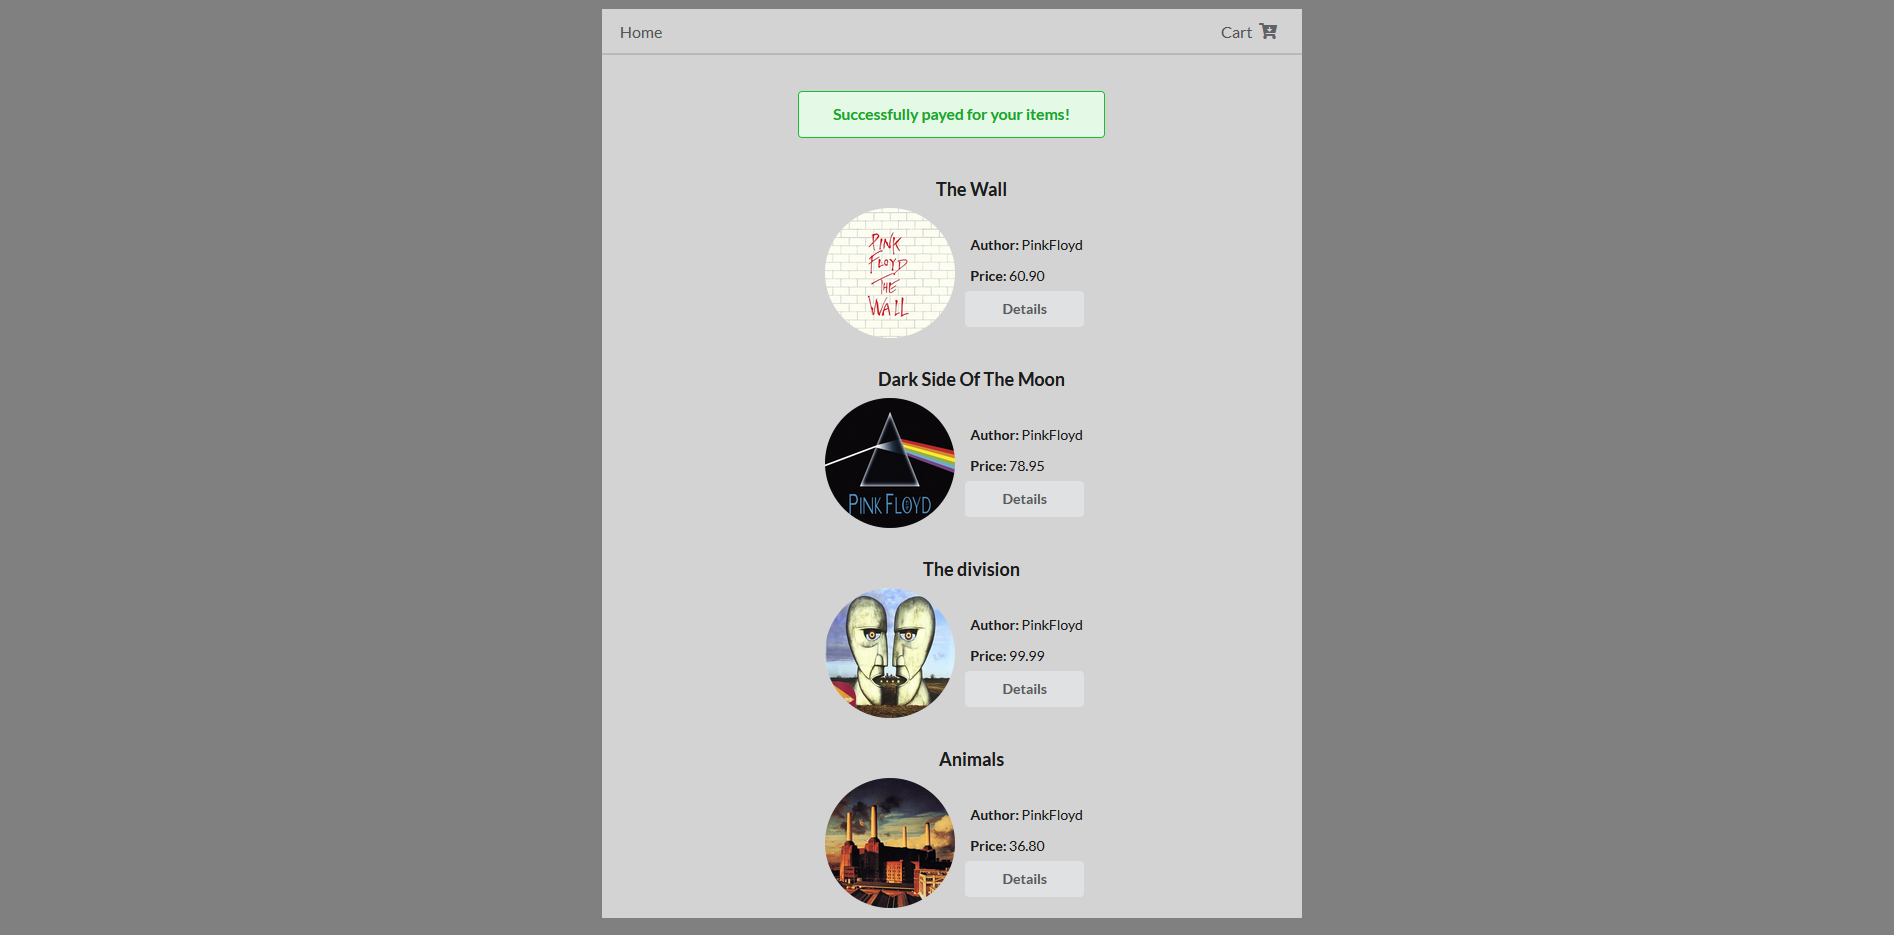 Home
Cart
Successfully payed for your items!
The Wall
PINK
FLOYD
THE
WALL
Author: PinkFloyd
Price: 60.90
Details
Dark Side Of The Moon
PINK FLOYD
Author: PinkFloyd
Price: 78.95
Details
The division
Author: PinkFloyd
Price: 99.99
Details
Animals
Author: PinkFloyd
Price: 36.80
Details